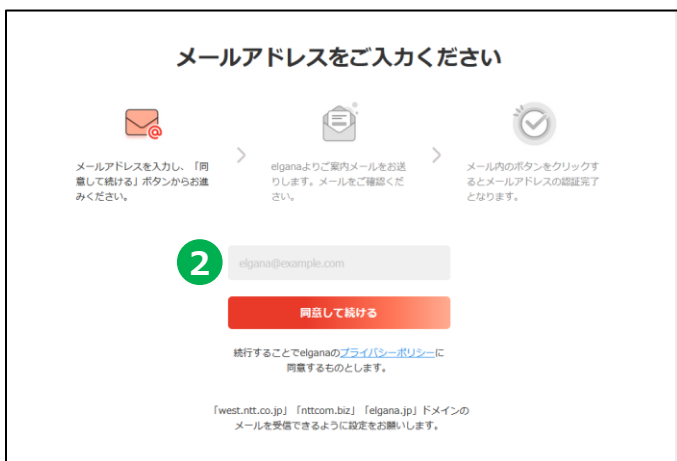 メールアドレスをご入力ください
メールアドレスを入力し、「同
意して続ける」ボタンからお進
みください。
elganaよりご案内メールをお送
りします。メールをご確認くだ
さい。
メール内のボタンをクリックす
るとメールアドレスの認証完了
となります。
2
elgana@example.com
同意して続ける
続行することでelganaのプライバシーポリシーに
同意するものとします。
「west.ntt.co.jp」「nttcom.biz」「elgana.jp」ドメインの
メールを受信できるように設定をお願いします。